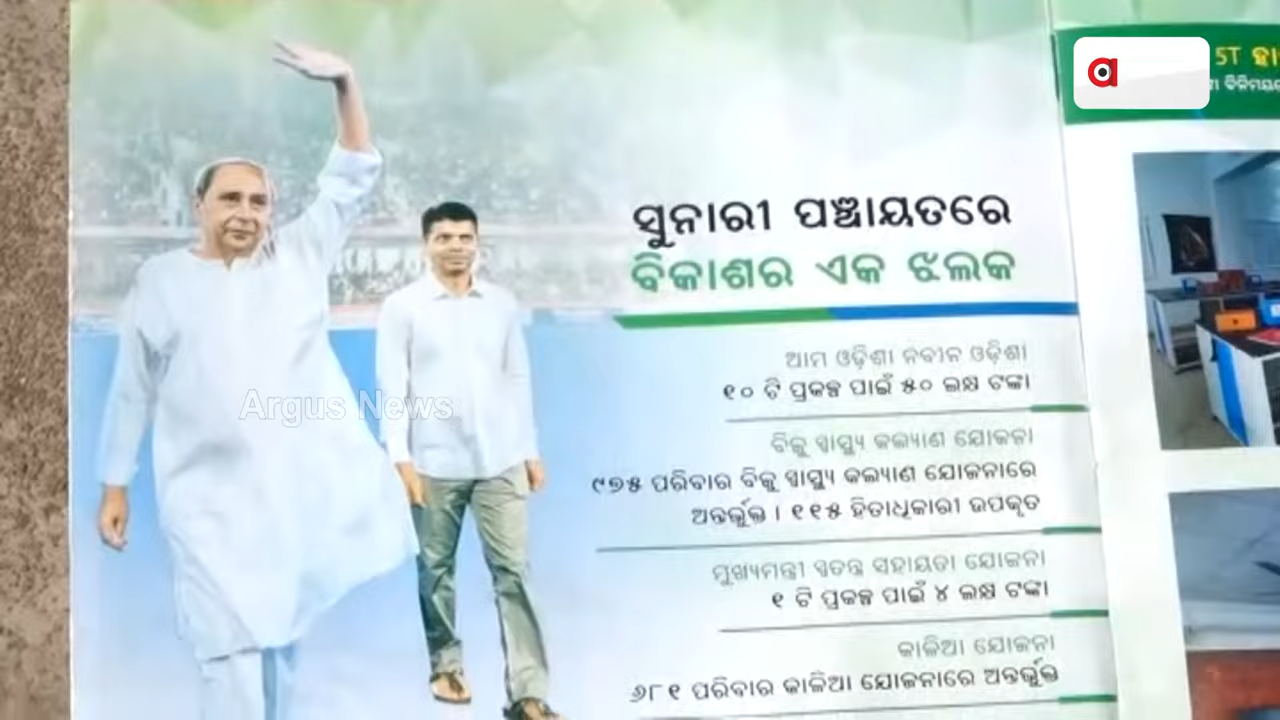 5T
ସୁନାରୀ ପଞ୍ଚାୟତରେ
ବିକାଶର ଏକ ଝଲକ
ଆମ ଓଡ଼ିଶା ନବୀନ ଓଡ଼ିଶା
୧୦ ଟି ପ୍ରକଳ୍ପ ପାଇଁ ୫୦ ଲକ୍ଷ ଟଙ୍କା
ବିଜୁ ସ୍ୱାସ୍ଥ୍ୟ କଲ୍ୟାଣ ଯୋଜନା
୯୭୫ ପରିବାର ବିଜୁ ସ୍ୱାସ୍ଥ୍ୟ କଲ୍ୟାଣ ଯୋଜନାରେ
ଅନ୍ତର୍ଭୁକ୍ତ । ୧୧୫ ହିତାଧିକାରୀ ଉପକୃତ
ମୁଖ୍ୟମନ୍ତ୍ରୀ ସ୍ୱତନ୍ତ୍ର ସହାୟତା ଯୋଜନା
୧ ଟି ପ୍ରକଳ୍ପ ପାଇଁ ୪ ଲକ୍ଷ ଟଙ୍କା
କାଳିଆ ଯୋଜନା
୬୮୧ ପରିବାର କାଳିଆ ଯୋଜନାରେ ଅନ୍ତର୍ଭୁକ୍ତ
Argus News